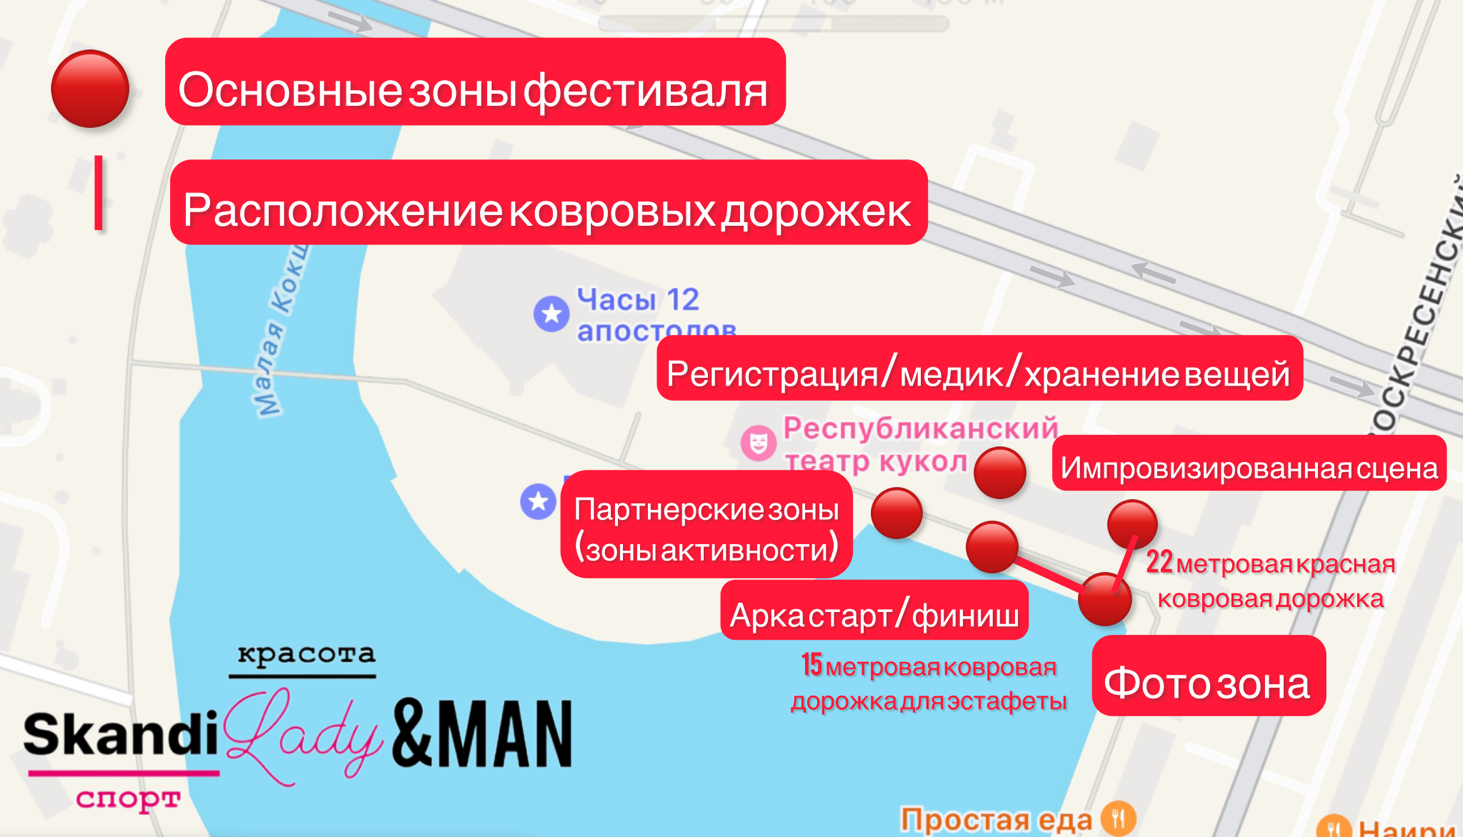 Основные зоны фестиваля
Расположение ковровых дорожек
Малая Кокш
Часы 12
апостолов
Регистрация/медик/хранение вещей
Республиканский
театр кукол
Импровизированная сцена
Партнерские зоны
(зоны активности)
22 метровая красная
ковровая дорожка
Арка старт/финиш
15 метровая ковровая
дорожка для эстафеты
Фото зона
красота
Skandi Lady &MAN
спорт
Простая еда
Наири